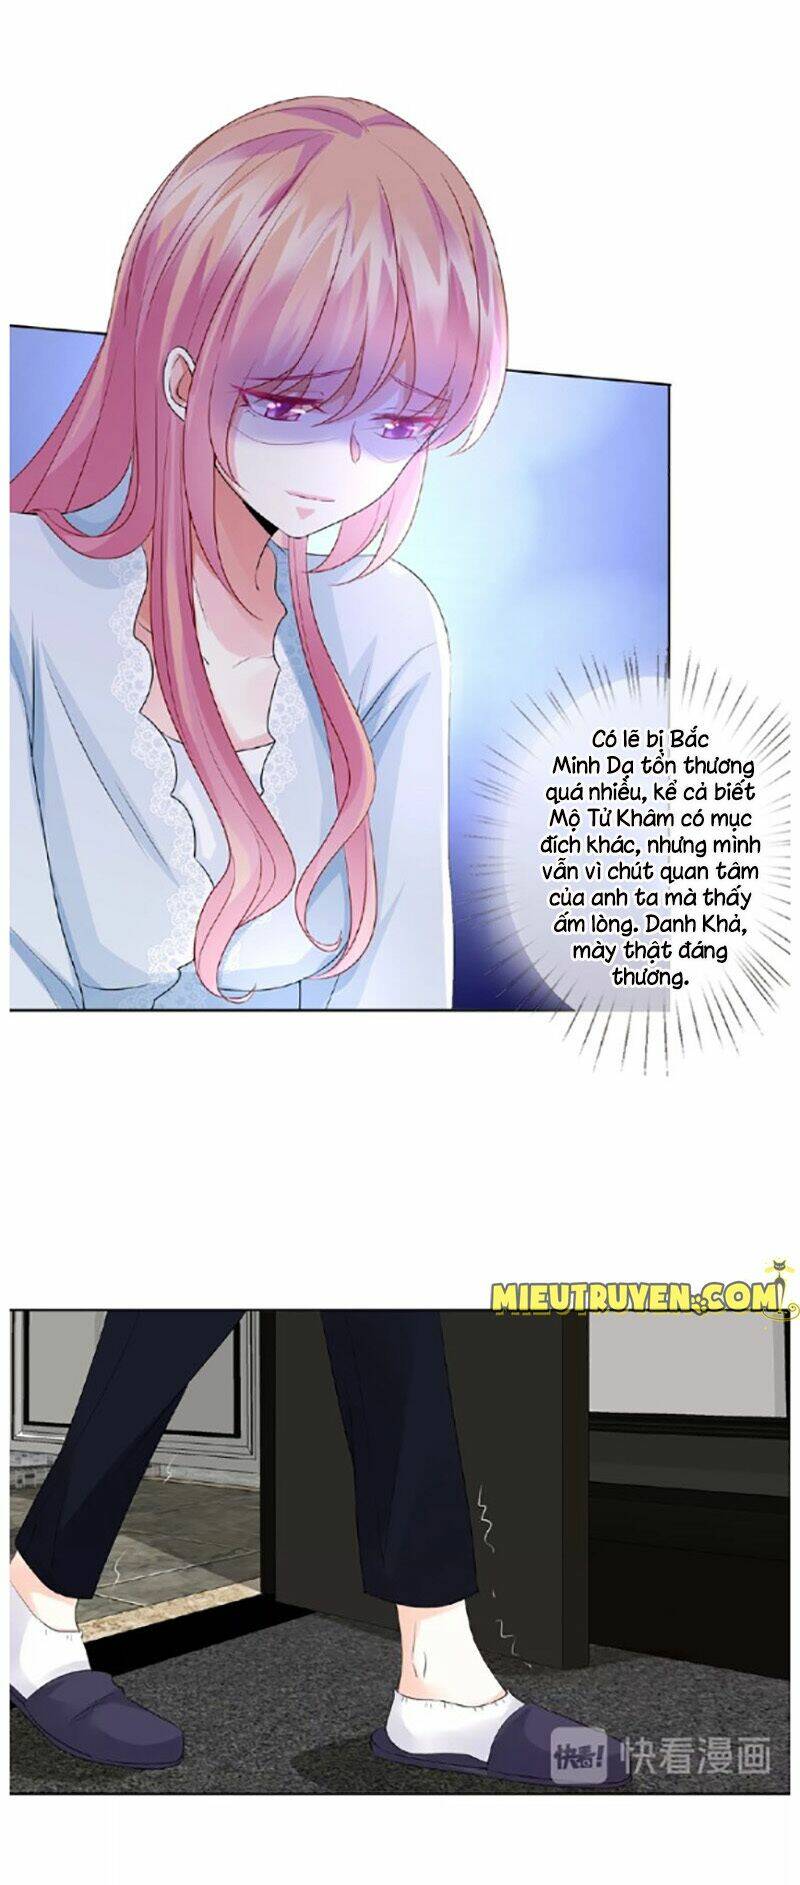 Có lẽ bị Bắc
Minh Dạ tổn thương
quá nhiều, kể cả biết
Mộ Tử Khâm có mục
đích khác, nhưng mình
vẫn vì chút quan tâm
của anh ta mà thấy
ấm lòng. Danh Khả,
mày thật đáng
thương.
MIEUTRUYEN.COM
快看! 快看漫画